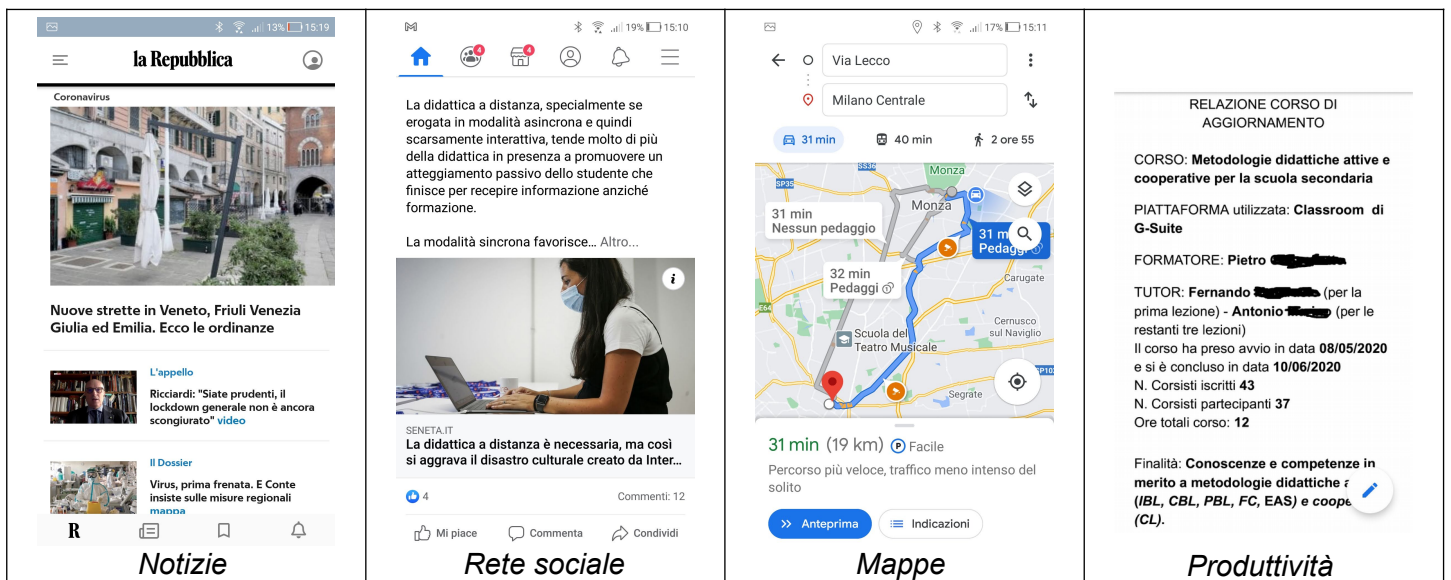 13% 15:19
la Repubblica
Coronavirus
Nuove strette in Veneto, Friuli Venezia
Giulia ed Emilia. Ecco le ordinanze
L'appello
Ricciardi: "Siate prudenti, il
lockdown generale non è ancora
scongiurato" video
Il Dossier
Virus, prima frenata. E Conte
insiste sulle misure regionali
mappa
R
Notizie
19% 15:10
4
4
La didattica a distanza, specialmente se
erogata in modalità asincrona e quindi
scarsamente interattiva, tende molto di più
della didattica in presenza a promuovere un
atteggiamento passivo dello studente che
finisce per recepire informazione anziché
formazione.
La modalità sincrona favorisce… Altro...
i
SENETA.IT
La didattica a distanza è necessaria, ma così
si aggrava il disastro culturale creato da Inter...
4 Commenti: 12
Mi piace Commenta Condividi
Rete sociale
17% 15:11
Via Lecco
Milano Centrale
31 min 40 min 2 ore 55
SS36
Monza
SP35
Monza
31 min
Nessun pedaggio
31 m
Pedaggi
32 min
Pedaggi
Carugate
E64
Scuola del
Teatro Musicale
Cernusco
sul Naviglio
SP103
Segrate
31 min (19 km) P Facile
Percorso più veloce, traffico meno intenso del
solito
Anteprima Indicazioni
Mappe
RELAZIONE CORSO DI
AGGIORNAMENTO
CORSO: Metodologie didattiche attive e
cooperative per la scuola secondaria
PIATTAFORMA utilizzata: Classroom di
G-Suite
FORMATORE: Pietro
TUTOR: Fernando (per la
prima lezione) - Antonio (per le
restanti tre lezioni)
Il corso ha preso avvio in data 08/05/2020
e si è concluso in data 10/06/2020
N. Corsisti iscritti 43
N. Corsisti partecipanti 37
Ore totali corso: 12
Finalità: Conoscenze e competenze in
merito a metodologie didattiche a
(IBL, CBL, PBL, FC, EAS) e coope
(CL).
Produttività